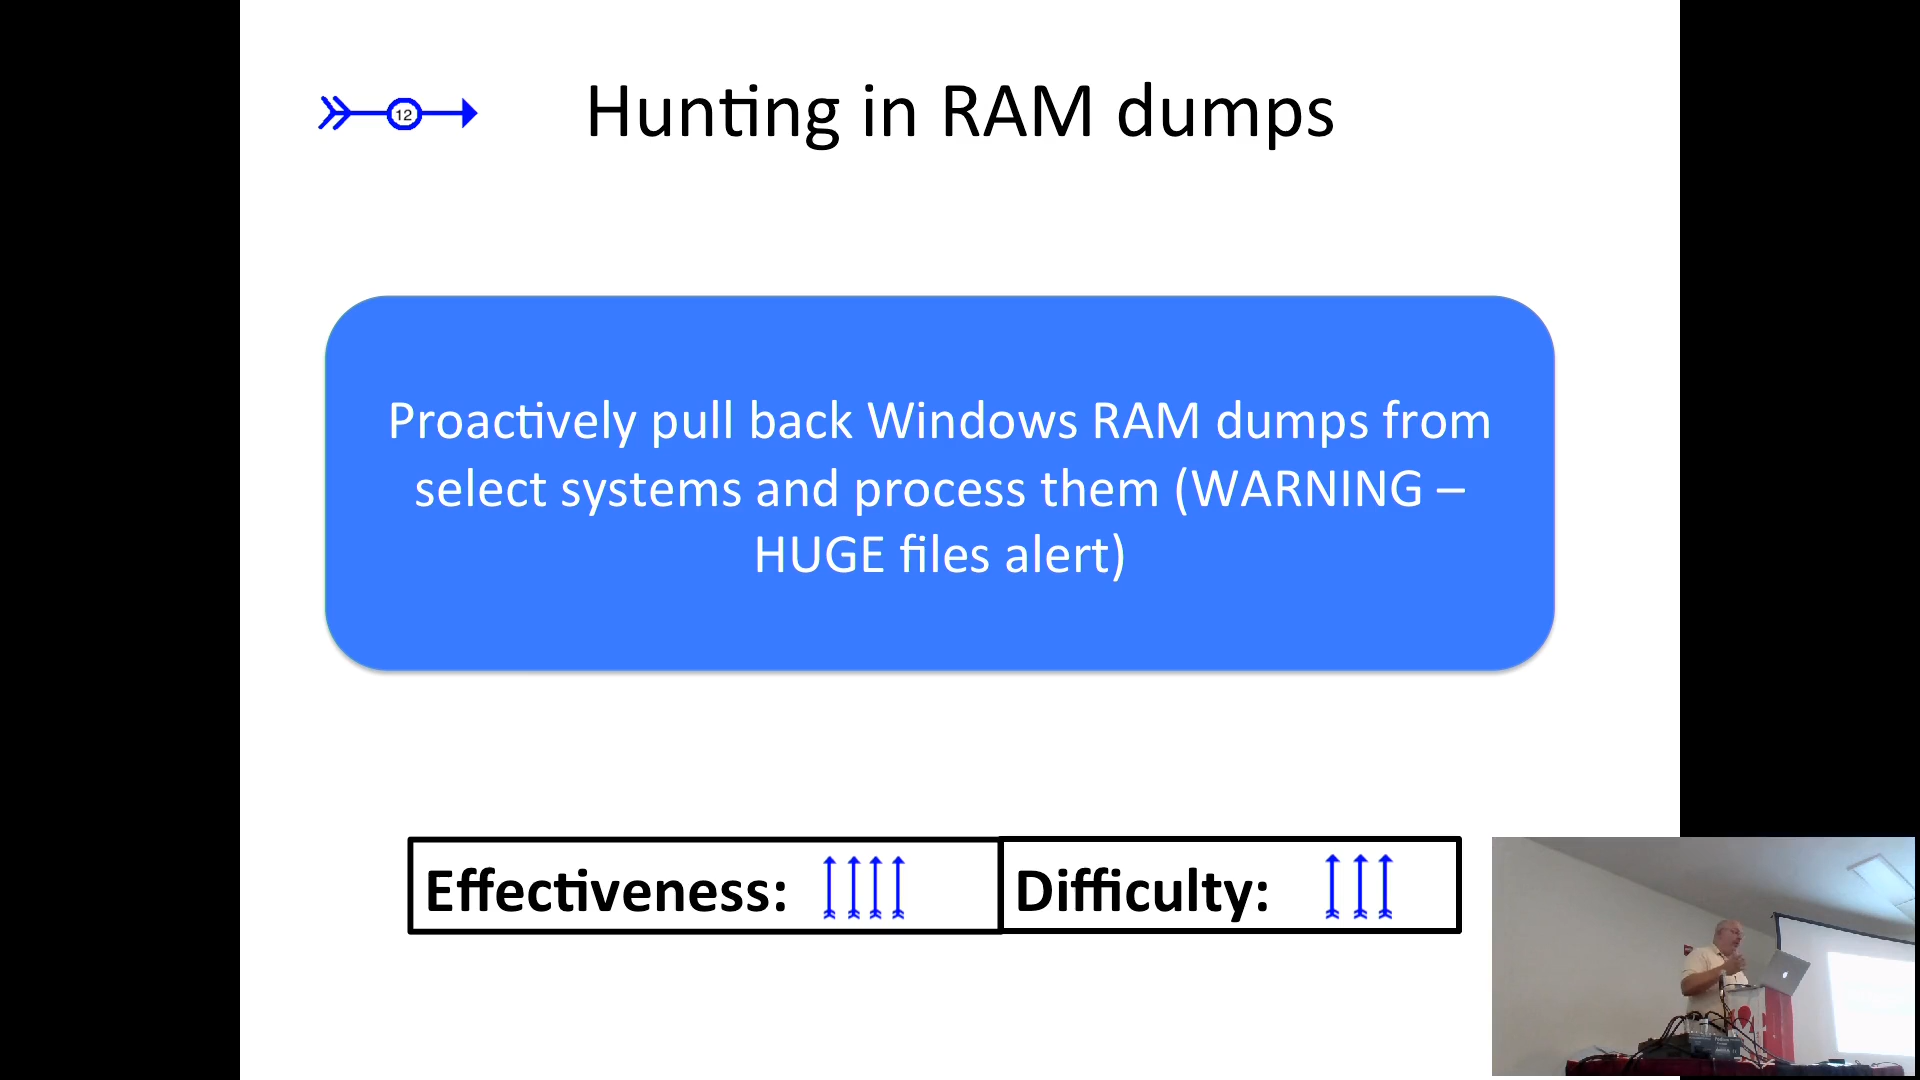 12
Hunting in RAM dumps
Proactively pull back Windows RAM dumps from
select systems and process them (WARNING –
HUGE files alert)
Effectiveness:
Difficulty: